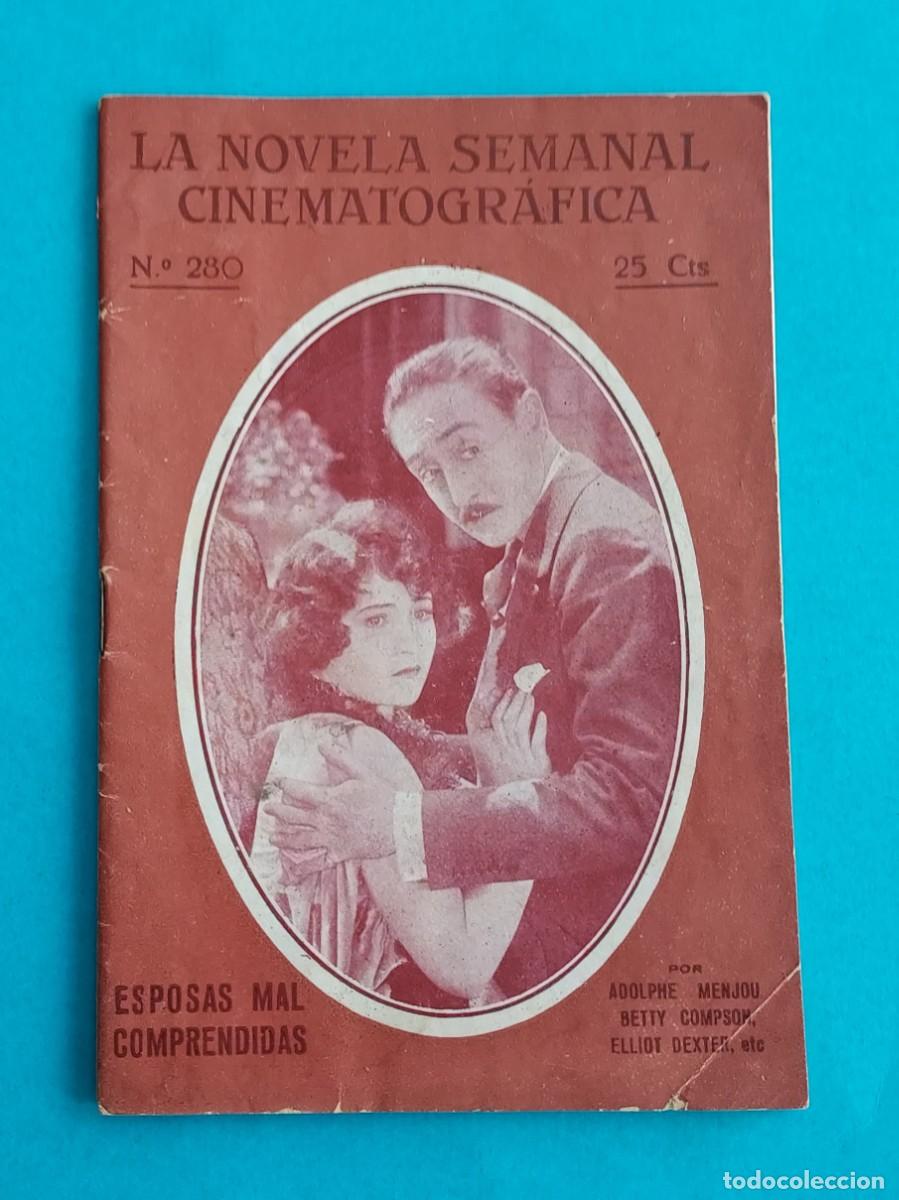 LA NOVELA SEMANAL
CINEMATOGRÁFICA
N.º 280
25 Cts
ESPOSAS MAL
COMPRENDIDAS
POR
ADOLPHE MENJOU
BETTY COMPSON,
ELLIOT DEXTER, etc
todocoleccion